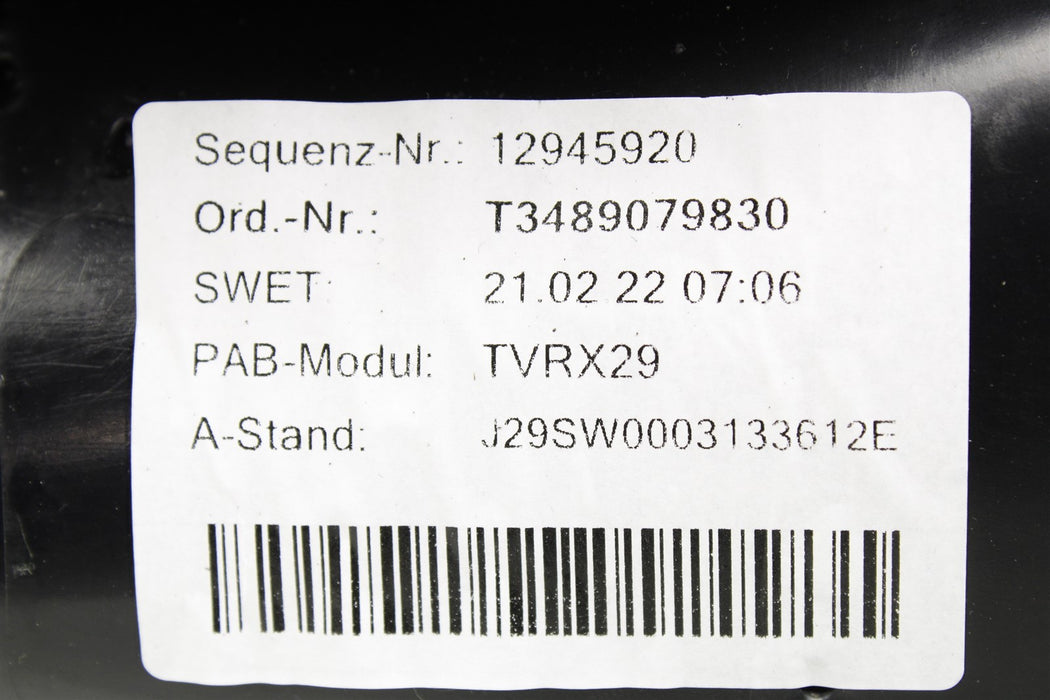 Sequenz-Nr.: 12945920
Ord.-Nr.: T3489079830
SWET: 21.02.22 07:06
PAB-Modul: TVRX29
A-Stand: J29SW0003133612E